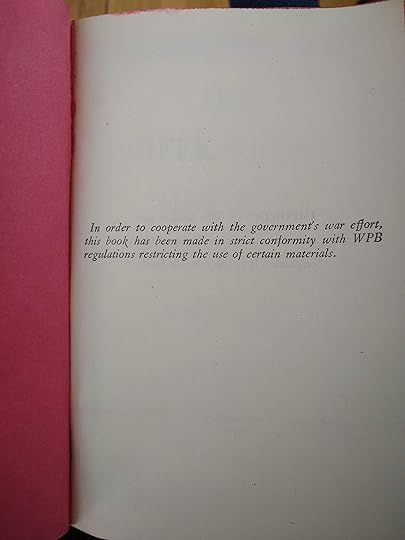 In order to cooperate with the government's war effort,
this book has been made in strict conformity with WPB
regulations restricting the use of certain materials.